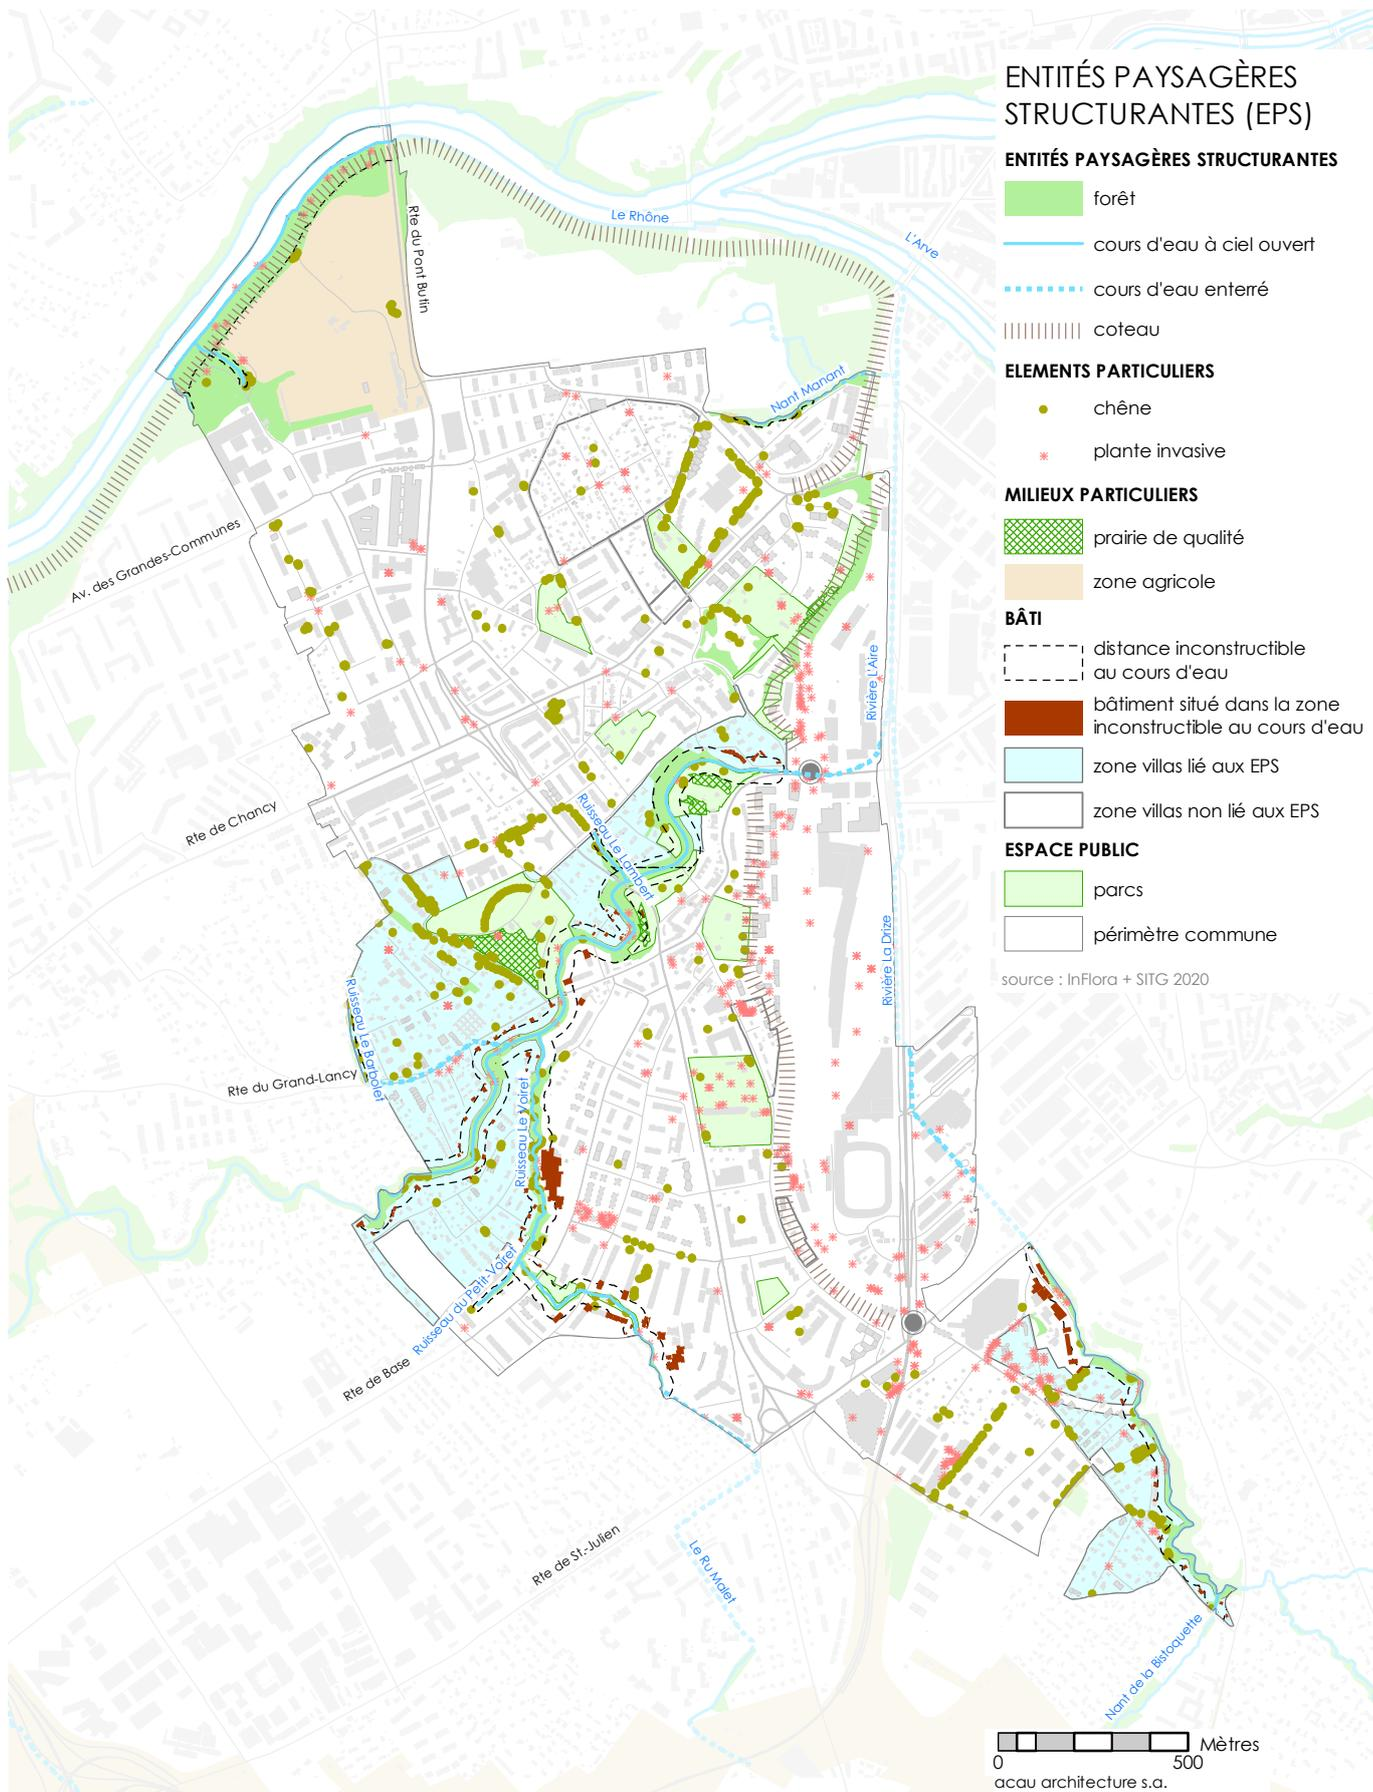 ENTITÉS PAYSAGÈRES
STRUCTURANTES (EPS)
ENTITÉS PAYSAGÈRES STRUCTURANTES
forêt
cours d'eau à ciel ouvert
cours d'eau enterré
coteau
ELEMENTS PARTICULIERS
chêne
plante invasive
MILIEUX PARTICULIERS
prairie de qualité
zone agricole
BÂTI
distance inconstructible
au cours d'eau
bâtiment situé dans la zone
inconstructible au cours d'eau
zone villas lié aux EPS
zone villas non lié aux EPS
ESPACE PUBLIC
parcs
périmètre commune
source : InFlora + SITG 2020
Le Rhône
L'Arve
Rte du Pont Butin
Nant Manant
Av. des Grandes-Communes
Rivière L'Aire
Rte de Chancy
Ruisseau Le Lambert
Rivière La Drize
Ruisseau Le Barbolet
Rte du Grand-Lancy
Ruisseau Le Voiret
Ruisseau du Petit-Voiret
Rte de Base
Rte de St.-Julien
Le Ru Malet
Nant de la Bistoquette
Mètres
0 500
acau architecture s.a.